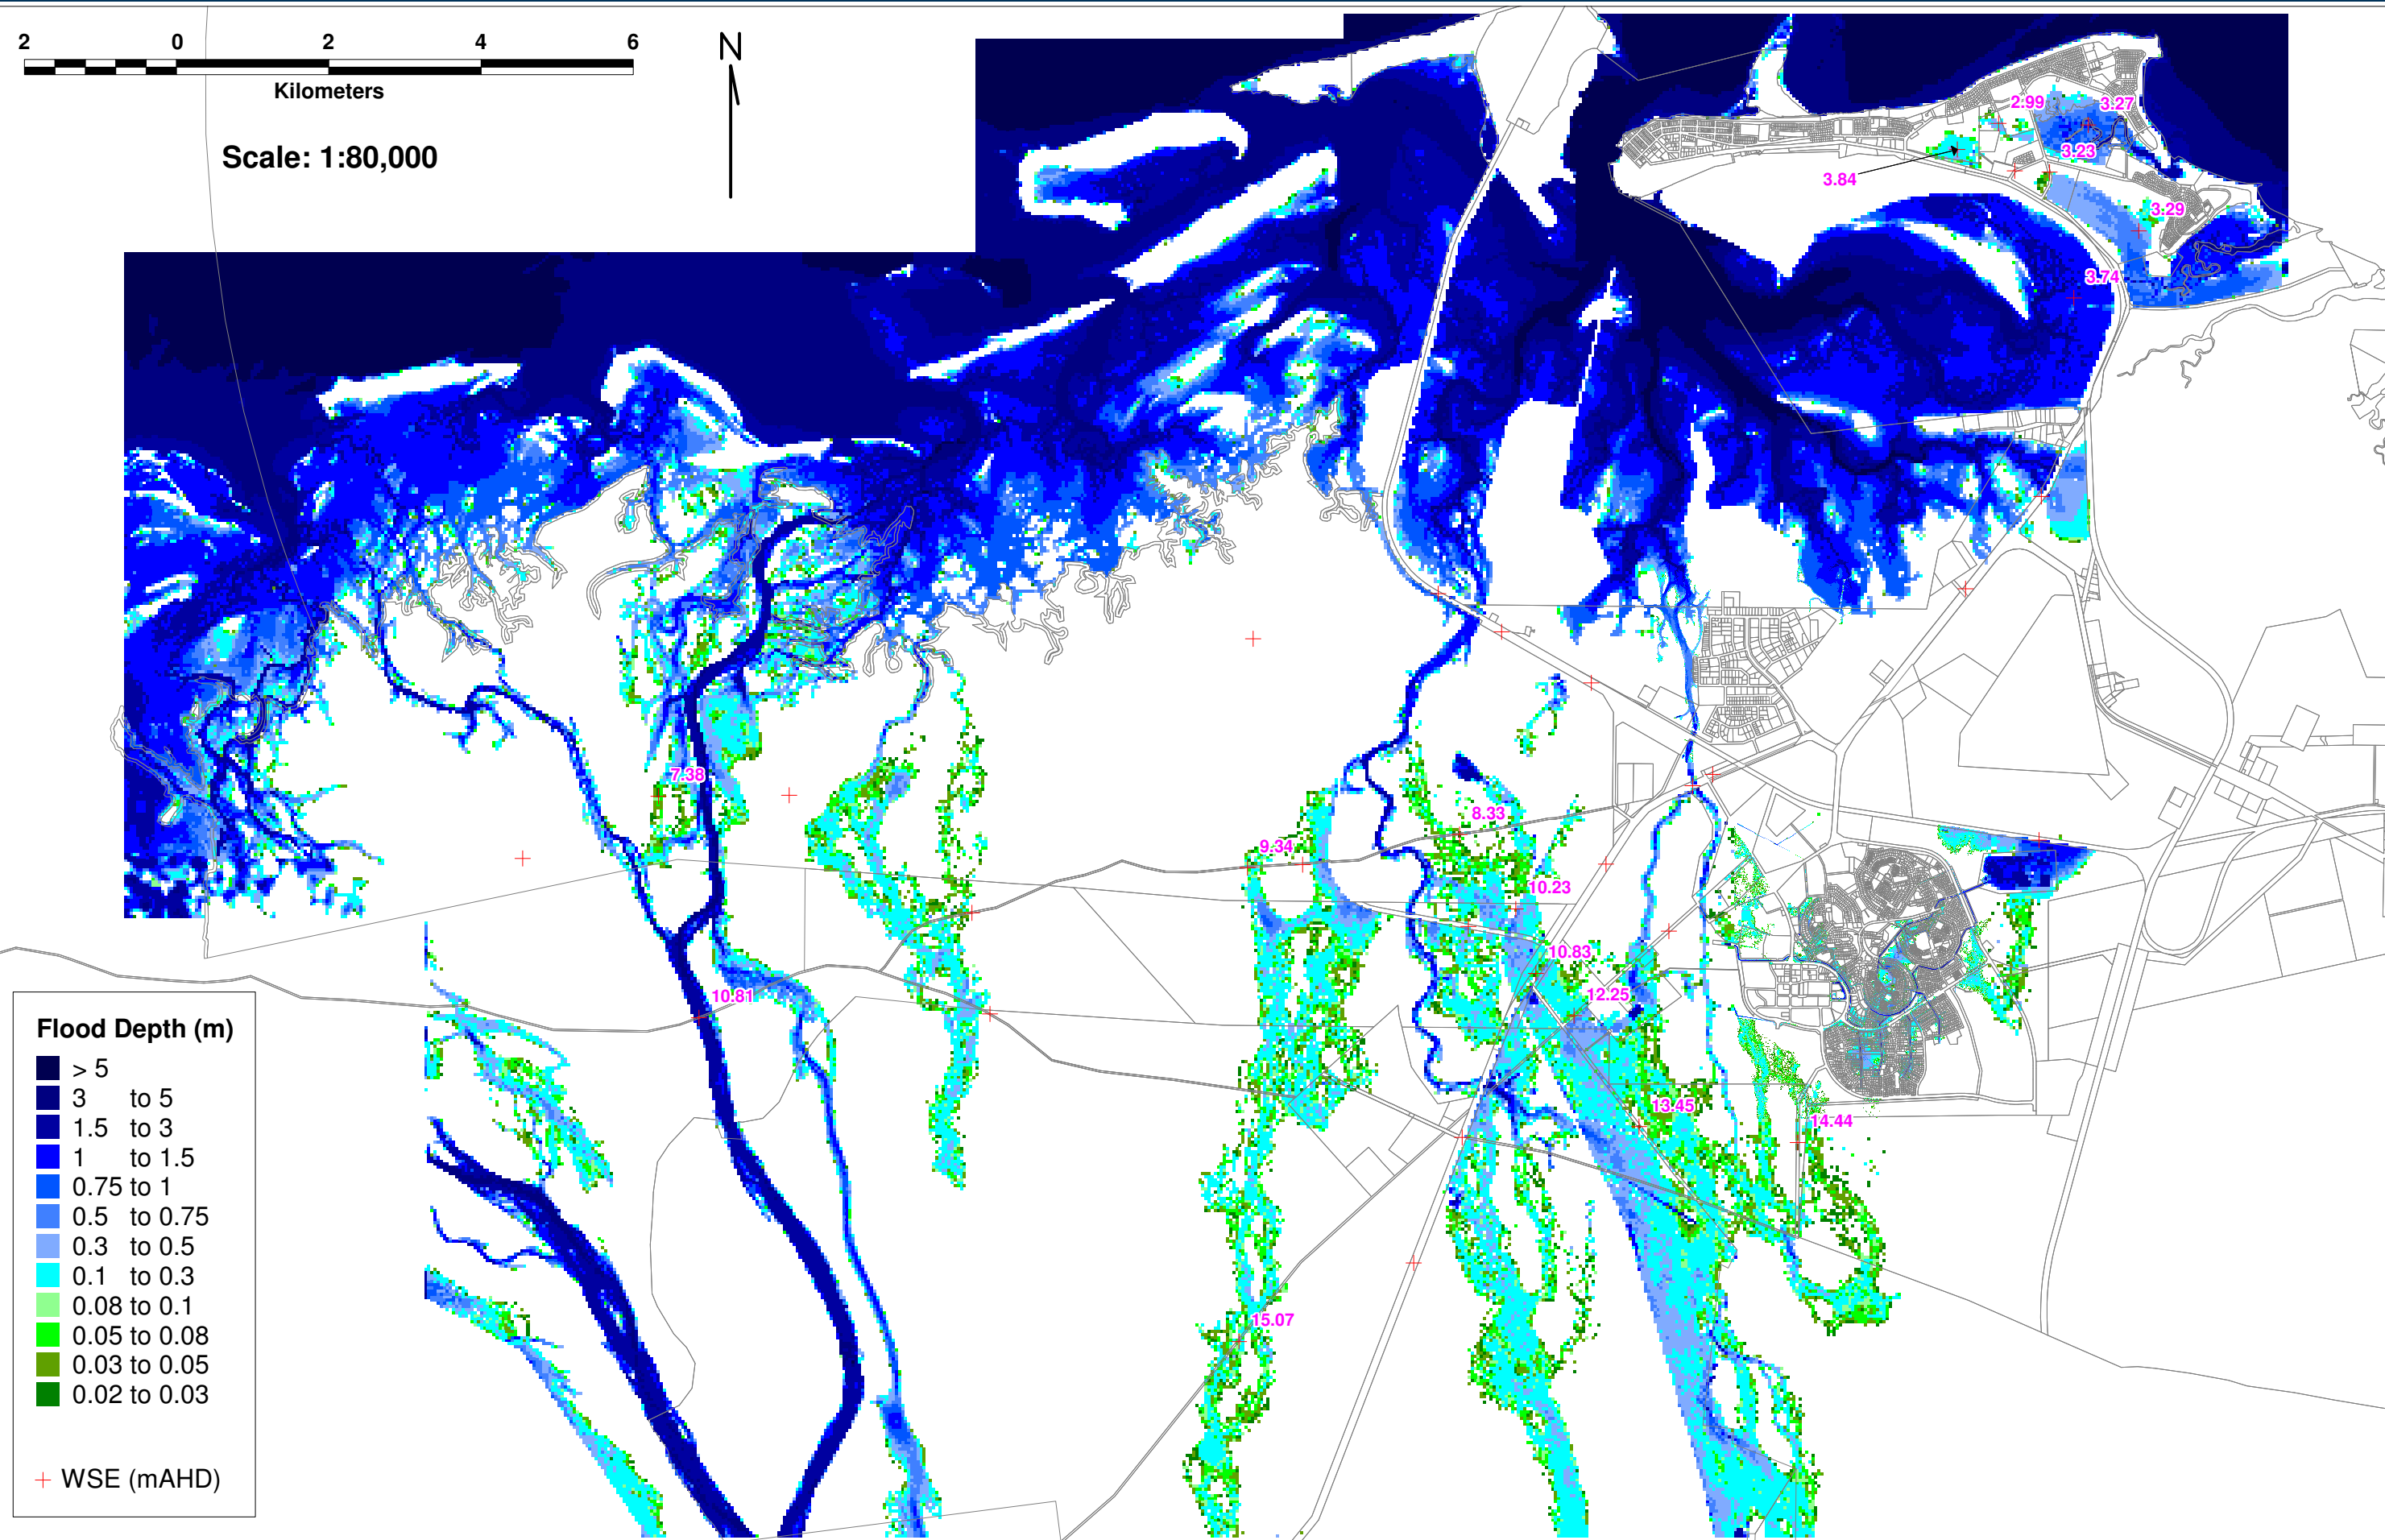 2 0 2 4 6
Kilometers
Scale: 1:80,000
N
2.99
3.27
3.23
3.84
3.29
3.74
7.38
8.33
9.34
10.23
10.83
10.81
12.25
13.45
14.44
15.07
Flood Depth (m)
> 5
3 to 5
1.5 to 3
1 to 1.5
0.75 to 1
0.5 to 0.75
0.3 to 0.5
0.1 to 0.3
0.08 to 0.1
0.05 to 0.08
0.03 to 0.05
0.02 to 0.03
WSE (mAHD)